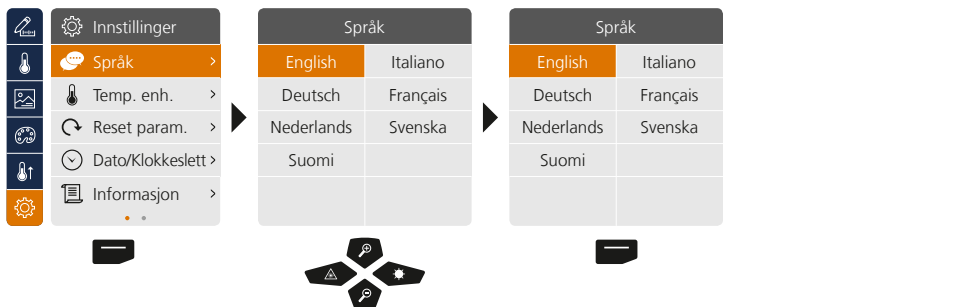 Innstillinger
Språk
Temp. enh.
Reset param.
Dato/Klokkeslett
Informasjon
Språk
English Italiano
Deutsch Français
Nederlands Svenska
Suomi
Språk
English Italiano
Deutsch Français
Nederlands Svenska
Suomi